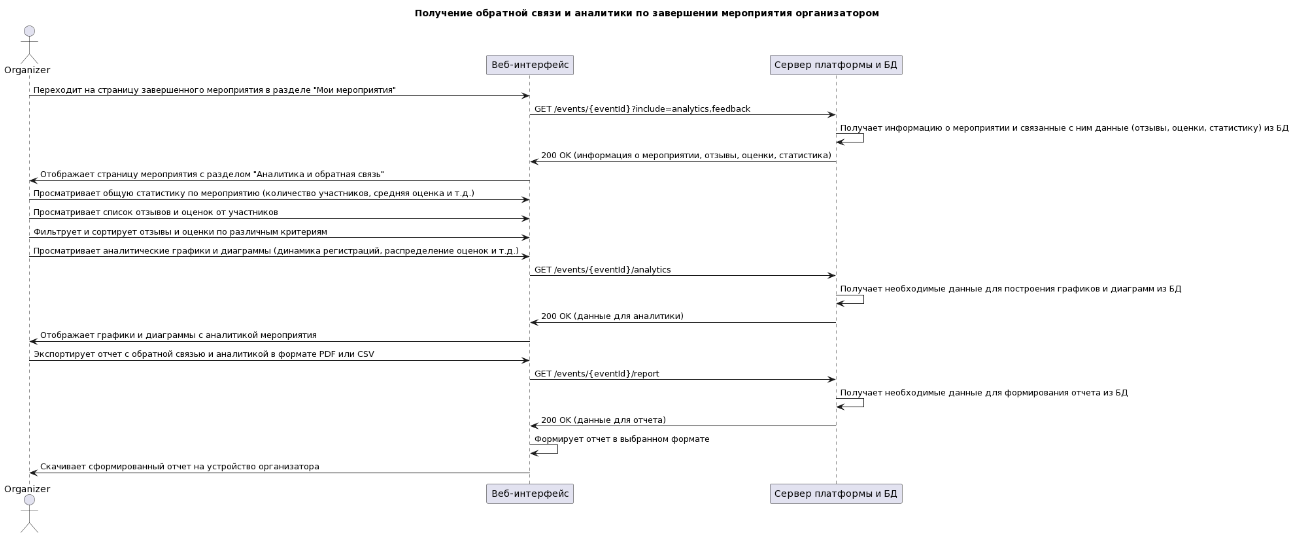 Получение обратной связи и аналитики по завершении мероприятия организатором
Organizer
Веб-интерфейс
Сервер платформы и БД
Переходит на страницу завершенного мероприятия в разделе "Мои мероприятия"
GET /events/{eventId}?include=analytics,feedback
Получает информацию о мероприятии и связанные с ним данные (отзывы, оценки, статистику) из БД
200 OK (информация о мероприятии, отзывы, оценки, статистика)
Отображает страницу мероприятия с разделом "Аналитика и обратная связь"
Просматривает общую статистику по мероприятию (количество участников, средняя оценка и т.д.)
Просматривает список отзывов и оценок от участников
Фильтрует и сортирует отзывы и оценки по различным критериям
Просматривает аналитические графики и диаграммы (динамика регистраций, распределение оценок и т.д.)
GET /events/{eventId}/analytics
Получает необходимые данные для построения графиков и диаграмм из БД
200 OK (данные для аналитики)
Отображает графики и диаграммы с аналитикой мероприятия
Экспортирует отчет с обратной связью и аналитикой в формате PDF или CSV
GET /events/{eventId}/report
Получает необходимые данные для формирования отчета из БД
200 OK (данные для отчета)
Формирует отчет в выбранном формате
Скачивает сформированный отчет на устройство организатора
Organizer
Веб-интерфейс
Сервер платформы и БД